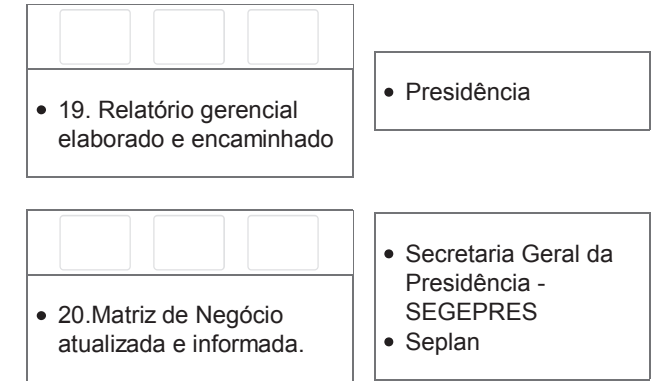 • 19. Relatório gerencial
elaborado e encaminhado
• Presidência
• 20.Matriz de Negócio
atualizada e informada.
• Secretaria Geral da
Presidência -
SEGEPRES
• Seplan